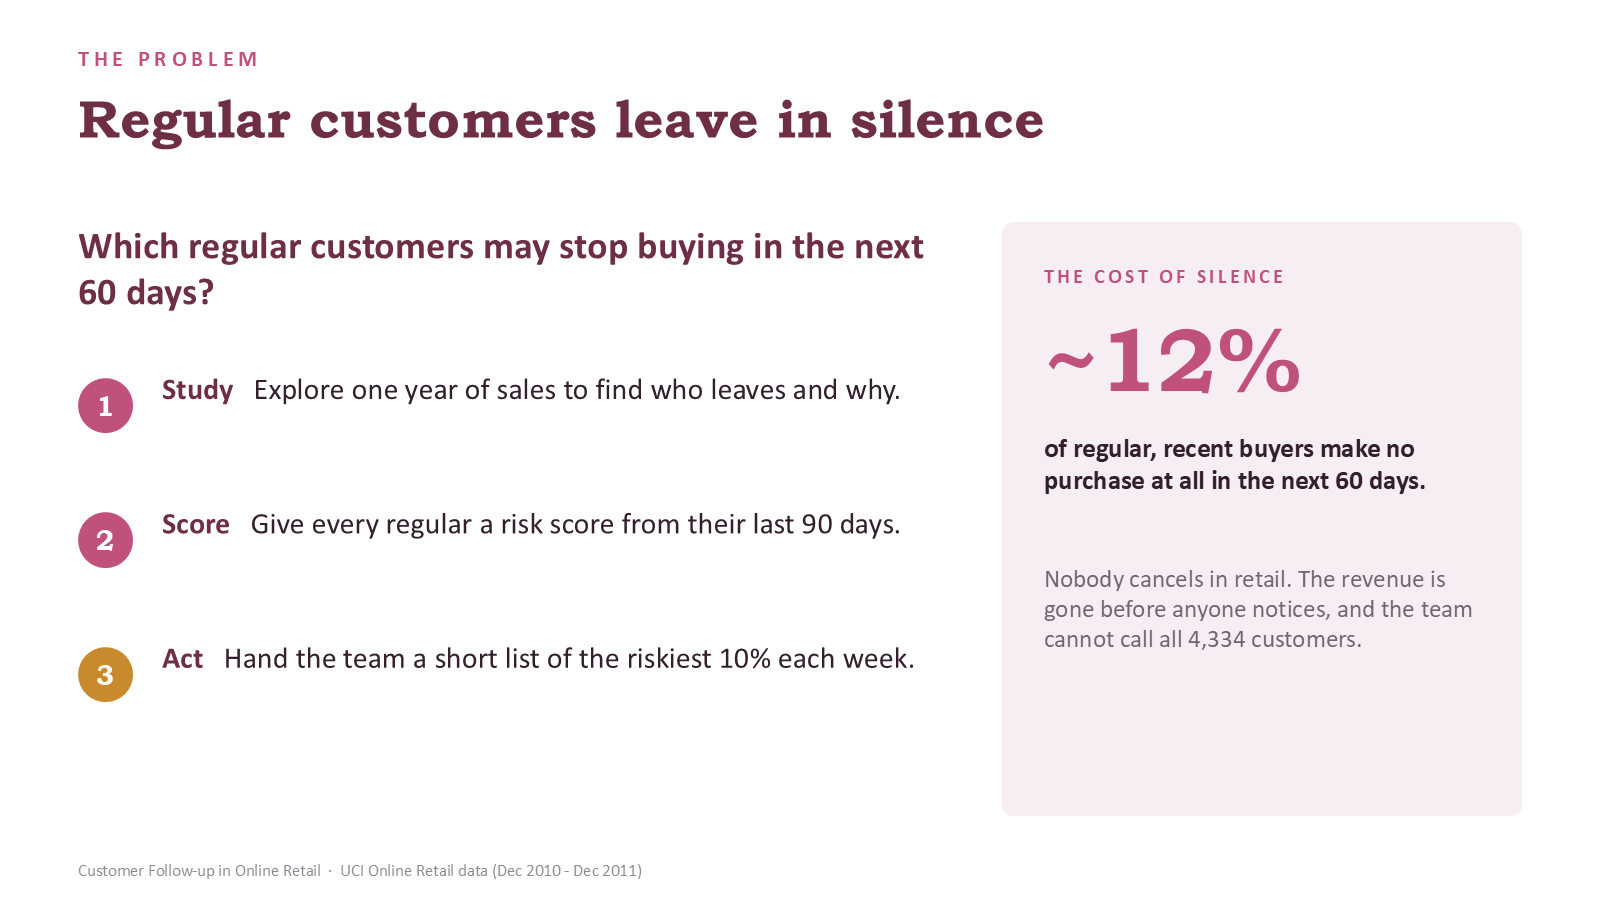 THE PROBLEM
Regular customers leave in silence
Which regular customers may stop buying in the next
60 days?
1 Study Explore one year of sales to find who leaves and why.
2 Score Give every regular a risk score from their last 90 days.
3 Act Hand the team a short list of the riskiest 10% each week.
THE COST OF SILENCE
~12%
of regular, recent buyers make no
purchase at all in the next 60 days.
Nobody cancels in retail. The revenue is
gone before anyone notices, and the team
cannot call all 4,334 customers.
Customer Follow-up in Online Retail · UCI Online Retail data (Dec 2010 - Dec 2011)